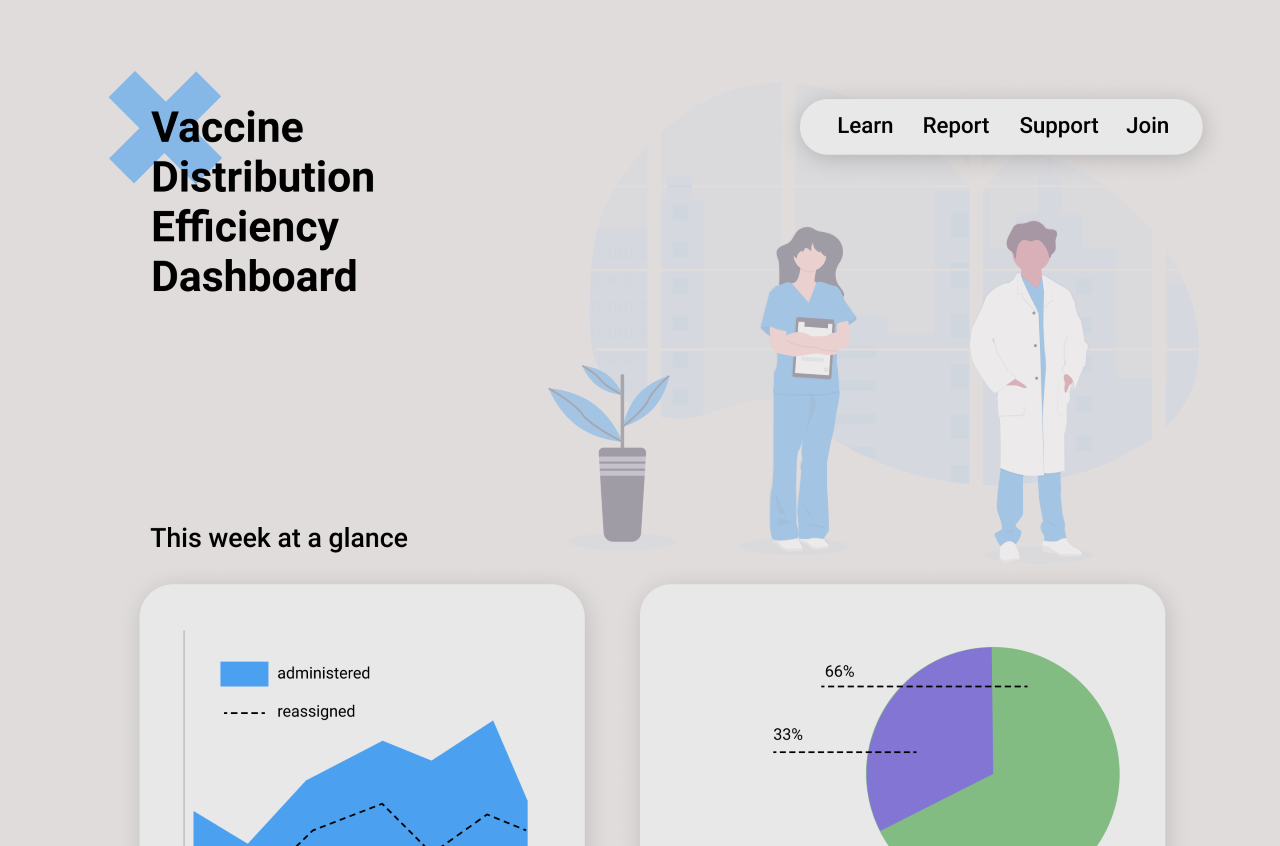 Vaccine
Distribution
Efficiency
Dashboard
Learn Report Support Join
This week at a glance
administered
reassigned
66%
33%